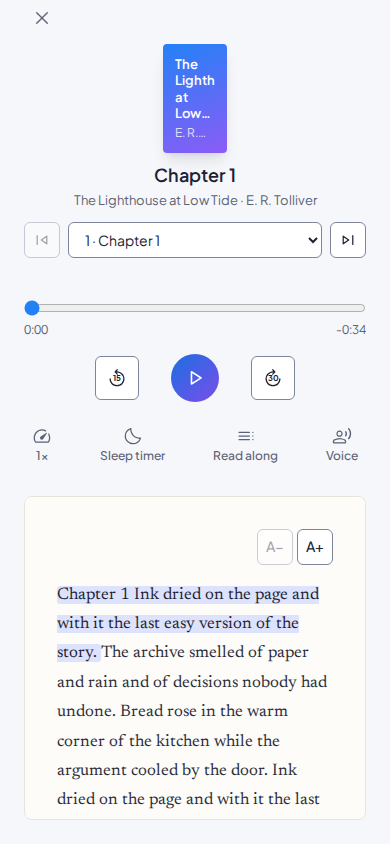 The
Lighth
at
Low…
E. R.…
Chapter 1
The Lighthouse at Low Tide · E. R. Tolliver
1 · Chapter 1
0:00
-0:34
15
30
1×
Sleep timer
Read along
Voice
A−
A+
Chapter 1 Ink dried on the page and
with it the last easy version of the
story. The archive smelled of paper
and rain and of decisions nobody had
undone. Bread rose in the warm
corner of the kitchen while the
argument cooled by the door. Ink
dried on the page and with it the last